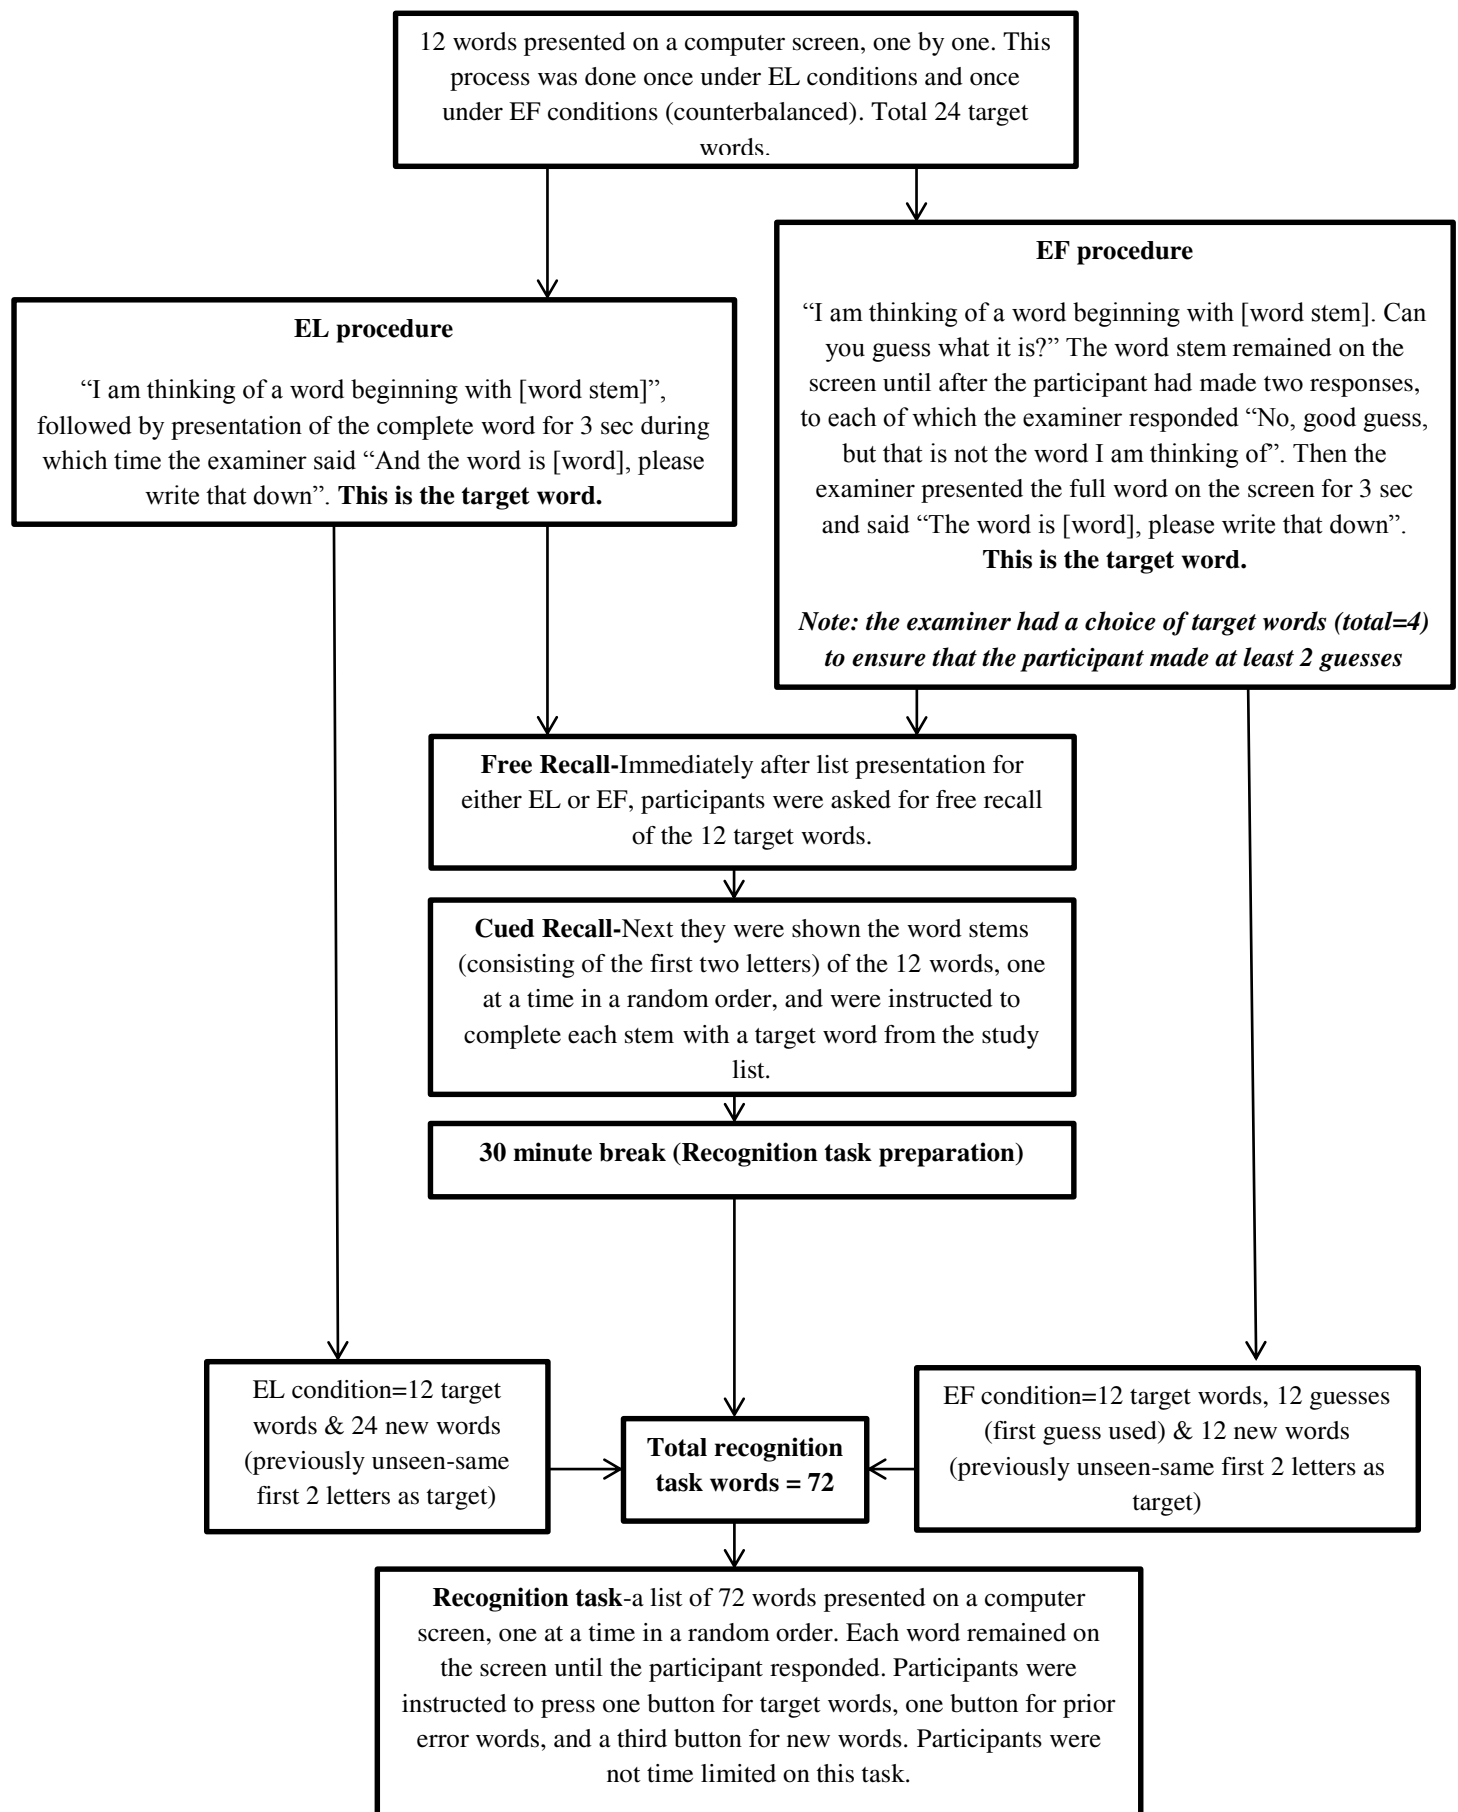 12 words presented on a computer screen, one by one. This
process was done once under EL conditions and once
under EF conditions (counterbalanced). Total 24 target
words.
EL procedure
“I am thinking of a word beginning with [word stem]”,
followed by presentation of the complete word for 3 sec during
which time the examiner said “And the word is [word], please
write that down”. This is the target word.
EF procedure
“I am thinking of a word beginning with [word stem]. Can
you guess what it is?” The word stem remained on the
screen until after the participant had made two responses,
to each of which the examiner responded “No, good guess,
but that is not the word I am thinking of”. Then the
examiner presented the full word on the screen for 3 sec
and said “The word is [word], please write that down”.
This is the target word.
Note: the examiner had a choice of target words (total=4)
to ensure that the participant made at least 2 guesses
Free Recall-Immediately after list presentation for
either EL or EF, participants were asked for free recall
of the 12 target words.
Cued Recall-Next they were shown the word stems
(consisting of the first two letters) of the 12 words, one
at a time in a random order, and were instructed to
complete each stem with a target word from the study
list.
30 minute break (Recognition task preparation)
EL condition=12 target
words & 24 new words
(previously unseen-same
first 2 letters as target)
Total recognition
task words = 72
EF condition=12 target words, 12 guesses
(first guess used) & 12 new words
(previously unseen-same first 2 letters as
target)
Recognition task-a list of 72 words presented on a computer
screen, one at a time in a random order. Each word remained on
the screen until the participant responded. Participants were
instructed to press one button for target words, one button for prior
error words, and a third button for new words. Participants were
not time limited on this task.